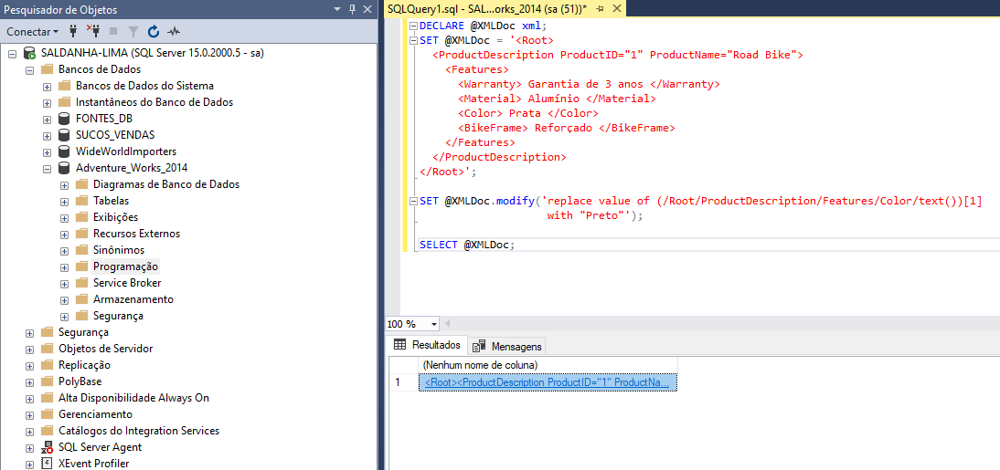 Pesquisador de Objetos
Conectar
SALDANHA-LIMA (SQL Server 15.0.2000.5 - sa)
Bancos de Dados
Bancos de Dados do Sistema
Instantâneos do Banco de Dados
FONTES_DB
SUCOS_VENDAS
WideWorldImporters
Adventure_Works_2014
Diagramas de Banco de Dados
Tabelas
Exibições
Recursos Externos
Sinônimos
Programação
Service Broker
Armazenamento
Segurança
Segurança
Objetos de Servidor
Replicação
PolyBase
Alta Disponibilidade Always On
Gerenciamento
Catálogos do Integration Services
SQL Server Agent
XEvent Profiler
SQLQuery1.sql - SAL...orks_2014 (sa (51))*
DECLARE @XMLDoc xml;
SET @XMLDoc = '<Root>
<ProductDescription ProductID="1" ProductName="Road Bike">
<Features>
<Warranty> Garantia de 3 anos </Warranty>
<Material> Alumínio </Material>
<Color> Prata </Color>
<BikeFrame> Reforçado </BikeFrame>
</Features>
</ProductDescription>
</Root>';
SET @XMLDoc.modify('replace value of (/Root/ProductDescription/Features/Color/text())[1]
with "Preto"');
SELECT @XMLDoc;
100 %
Resultados
Mensagens
(Nenhum nome de coluna)
1 <Root><ProductDescription ProductID="1" ProductNa...